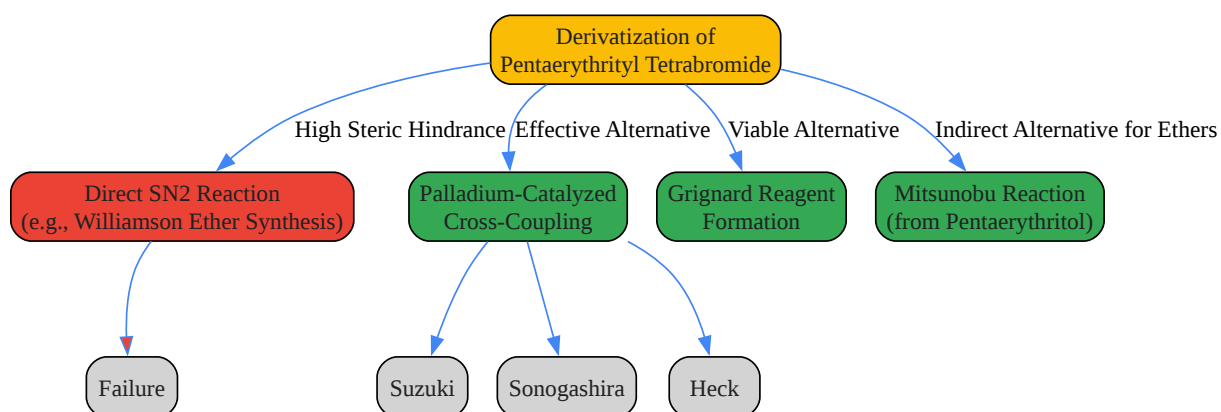 Derivatization of
Pentaerythrityl Tetrabromide
High Steric Hindrance
Effective Alternative
Viable Alternative
Indirect Alternative for Ethers
Direct SN2 Reaction
(e.g., Williamson Ether Synthesis)
Palladium-Catalyzed
Cross-Coupling
Grignard Reagent
Formation
Mitsunobu Reaction
(from Pentaerythritol)
Failure
Suzuki
Sonogashira
Heck